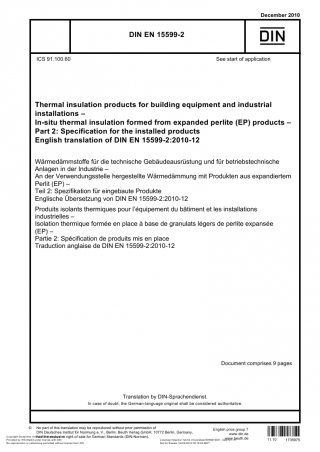 December 2010
DIN EN 15599-2
DIN
ICS 91.100.60
See start of application
Thermal insulation products for building equipment and industrial
installations –
In-situ thermal insulation formed from expanded perlite (EP) products –
Part 2: Specification for the installed products
English translation of DIN EN 15599-2:2010-12
Wärmedämmstoffe für die technische Gebäudeausrüstung und für betriebstechnische
Anlagen in der Industrie –
An der Verwendungsstelle hergestellte Wärmedämmung mit Produkten aus expandiertem
Perlit (EP) –
Teil 2: Spezifikation für eingebaute Produkte
Englische Übersetzung von DIN EN 15599-2:2010-12
Produits isolants thermiques pour l'équipement du bâtiment et les installations
industrielles –
Isolation thermique formée en place à base de granulats légers de perlite expansée
(EP) –
Partie 2: Spécification de produits mis en place
Traduction anglaise de DIN EN 15599-2:2010-12
Document comprises 9 pages
Translation by DIN-Sprachendienst.
In case of doubt, the German-language original shall be considered authoritative.
No part of this translation may be reproduced without prior permission of
DIN Deutsches Institut für Normung e. V., Berlin. Beuth Verlag GmbH, 10772 Berlin, Germany,
right of sale for German Standards (DIN-Normen).
English price group 7
www.din.de
www.beuth.de